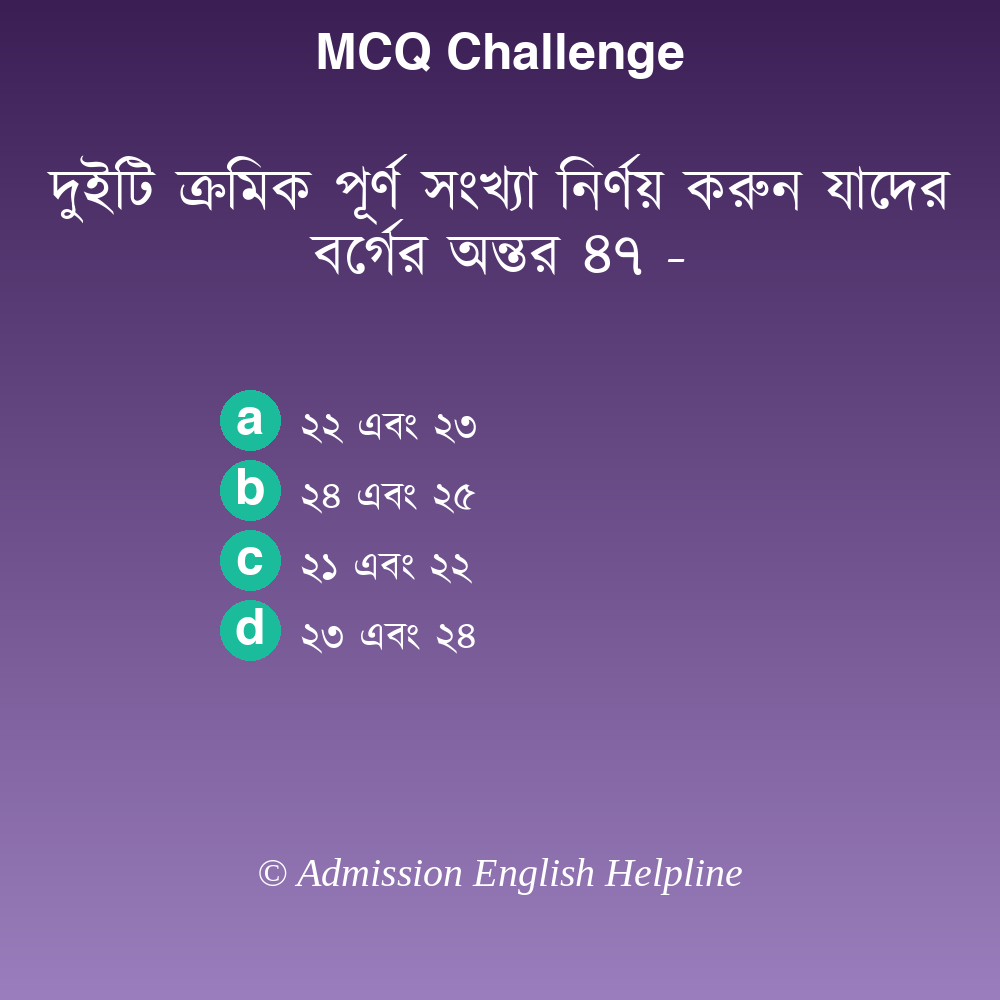 MCQ Challenge
দুইটি ক্রমিক পূর্ণ সংখ্যা নির্ণয় করুন যাদের
বর্গের অন্তর ৪৭ -
a ২২ এবং ২৩
b ২৪ এবং ২৫
c ২১ এবং ২২
d ২৩ এবং ২৪
© Admission English Helpline